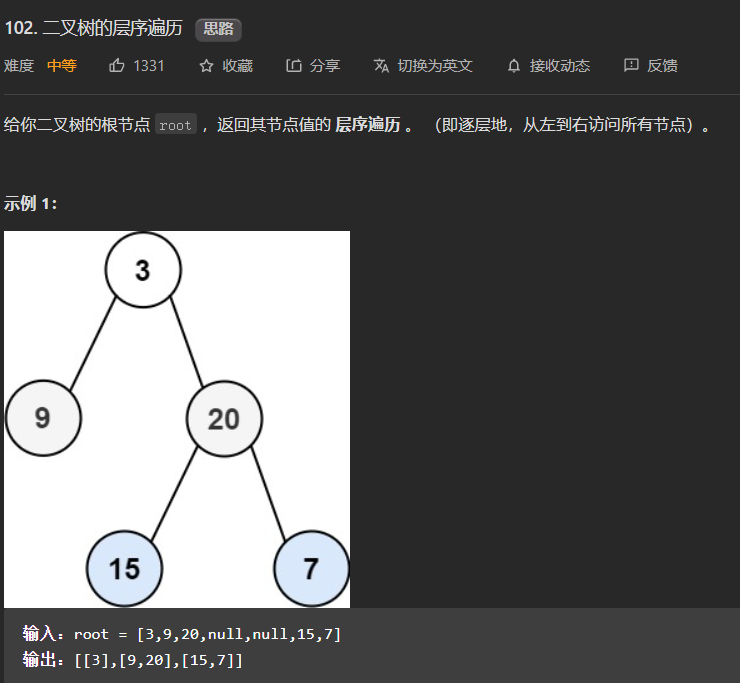 102. 二叉树的层序遍历 思路
难度 中等 1331 收藏 分享 切换为英文 接收动态 反馈
给你二叉树的根节点 root ，返回其节点值的 层序遍历 。 （即逐层地，从左到右访问所有节点）。
示例 1：
3
9 20
15 7
输入：root = [3,9,20,null,null,15,7]
输出：[[3],[9,20],[15,7]]